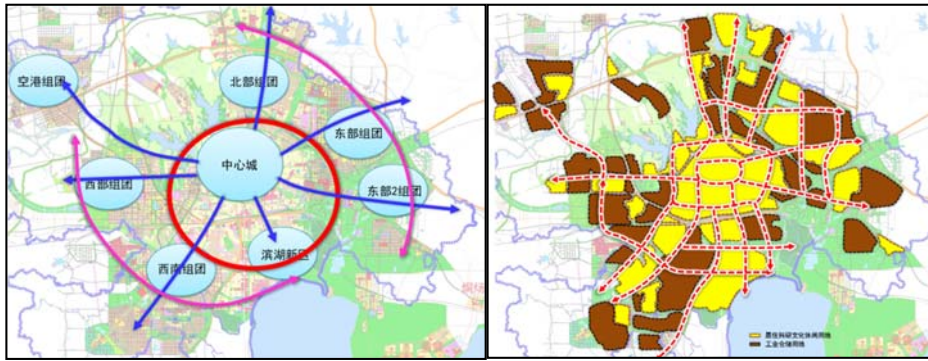 空港组团
北部组团
东部组团
中心城
西部组团
东部2组团
西南组团
滨湖新区
居住科研文化休闲用地
工业仓储用地